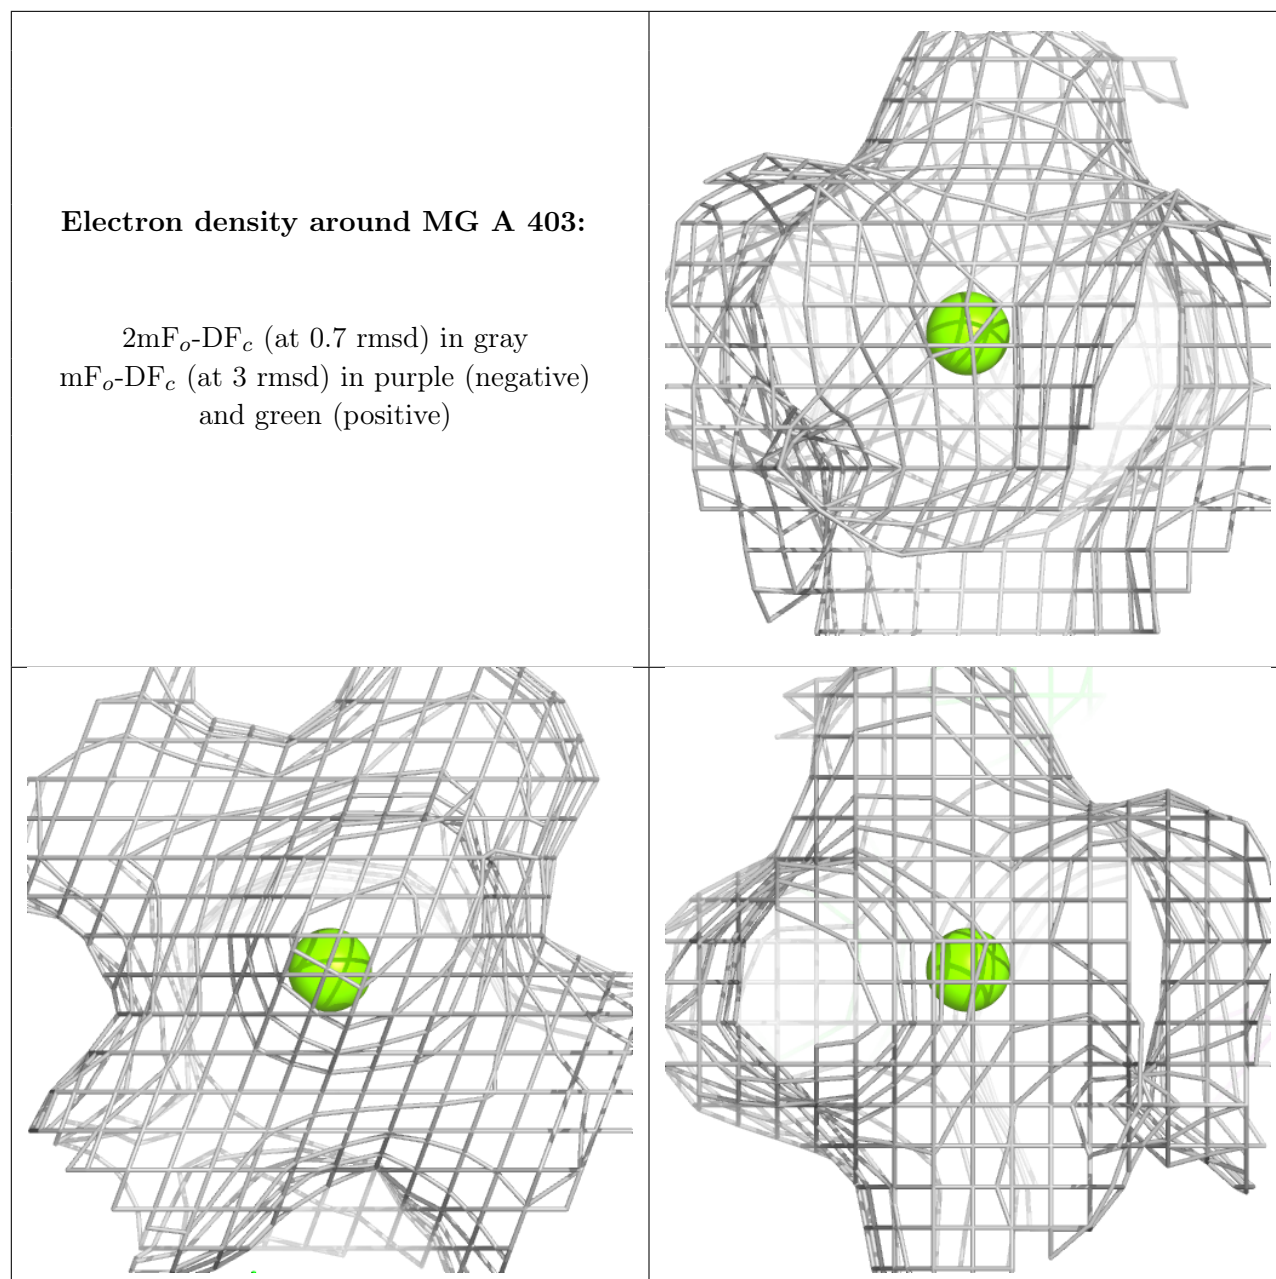 Electron density around MG A 403:
2mFo-DFc (at 0.7 rmsd) in gray
mFo-DFc (at 3 rmsd) in purple (negative)
and green (positive)